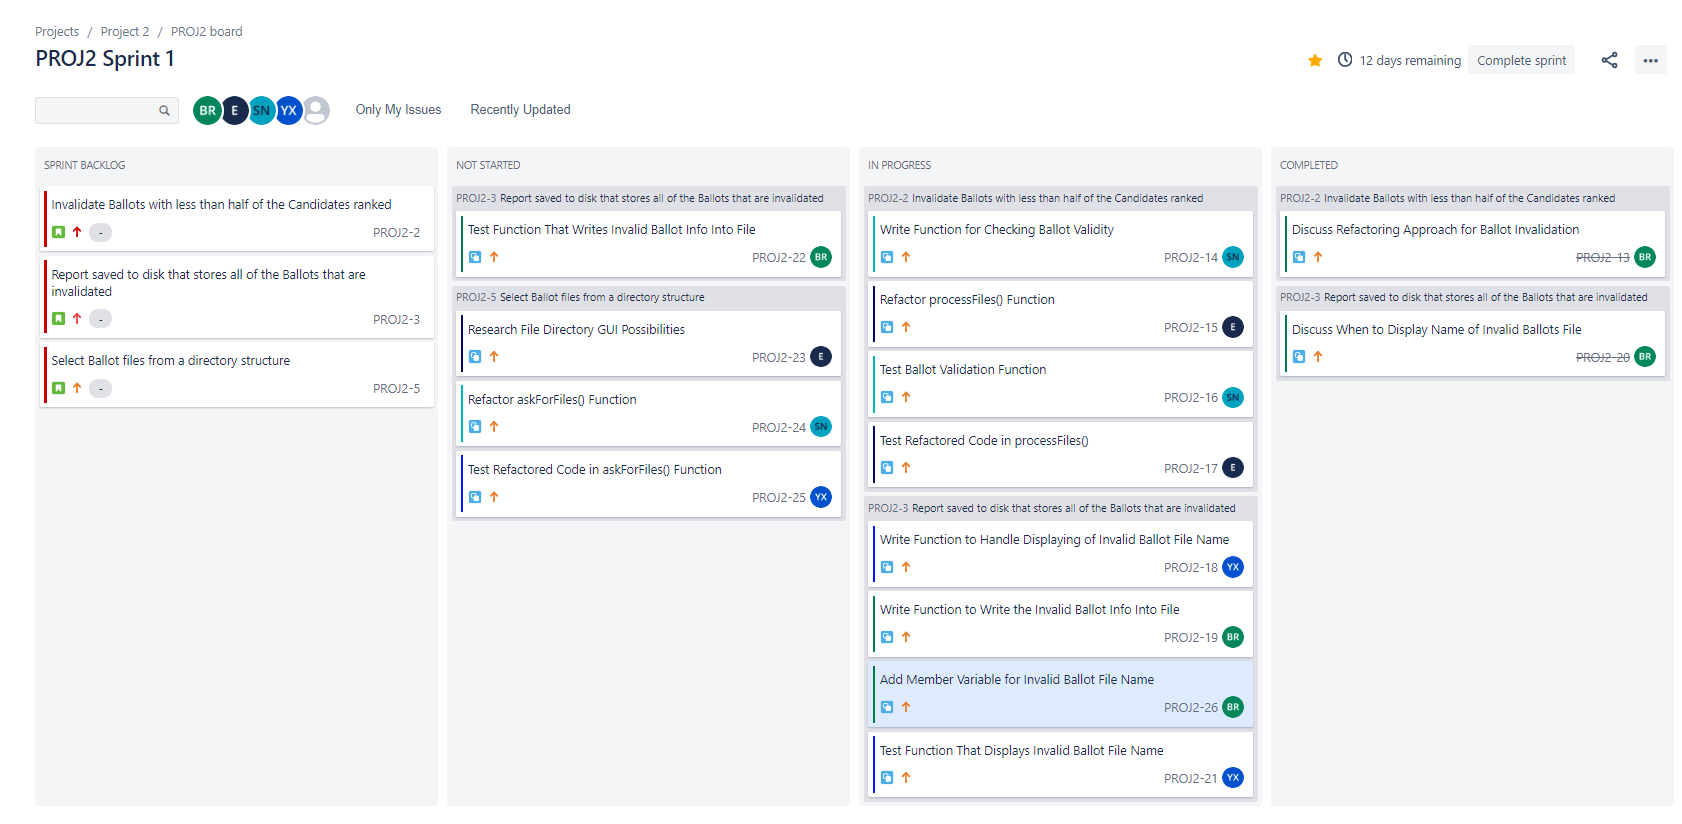 Projects / Project 2 / PROJ2 board
PROJ2 Sprint 1
12 days remaining
Complete sprint
BR E SN YX
Only My Issues
Recently Updated
SPRINT BACKLOG
Invalidate Ballots with less than half of the Candidates ranked
- PROJ2-2
Report saved to disk that stores all of the Ballots that are
invalidated
- PROJ2-3
Select Ballot files from a directory structure
- PROJ2-5
NOT STARTED
PROJ2-3 Report saved to disk that stores all of the Ballots that are invalidated
Test Function That Writes Invalid Ballot Info Into File
PROJ2-22 BR
PROJ2-5 Select Ballot files from a directory structure
Research File Directory GUI Possibilities
PROJ2-23 E
Refactor askForFiles() Function
PROJ2-24 SN
Test Refactored Code in askForFiles() Function
PROJ2-25 YX
IN PROGRESS
PROJ2-2 Invalidate Ballots with less than half of the Candidates ranked
Write Function for Checking Ballot Validity
PROJ2-14 SN
Refactor processFiles() Function
PROJ2-15 E
Test Ballot Validation Function
PROJ2-16 SN
Test Refactored Code in processFiles()
PROJ2-17 E
PROJ2-3 Report saved to disk that stores all of the Ballots that are invalidated
Write Function to Handle Displaying of Invalid Ballot File Name
PROJ2-18 YX
Write Function to Write the Invalid Ballot Info Into File
PROJ2-19 BR
Add Member Variable for Invalid Ballot File Name
PROJ2-26 BR
Test Function That Displays Invalid Ballot File Name
PROJ2-21 YX
COMPLETED
PROJ2-2 Invalidate Ballots with less than half of the Candidates ranked
Discuss Refactoring Approach for Ballot Invalidation
PROJ2-13 BR
PROJ2-3 Report saved to disk that stores all of the Ballots that are invalidated
Discuss When to Display Name of Invalid Ballots File
PROJ2-20 BR